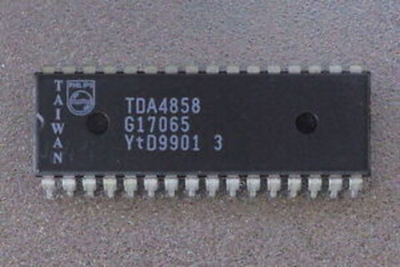 TAIWAN
PHILIPS
TDA4858
G17065
YtD9901 3